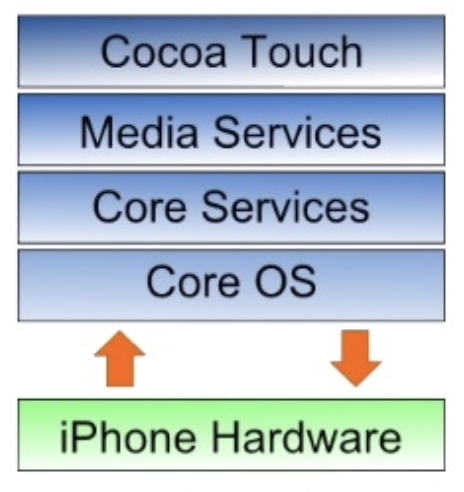 Cocoa Touch
Media Services
Core Services
Core OS
iPhone Hardware